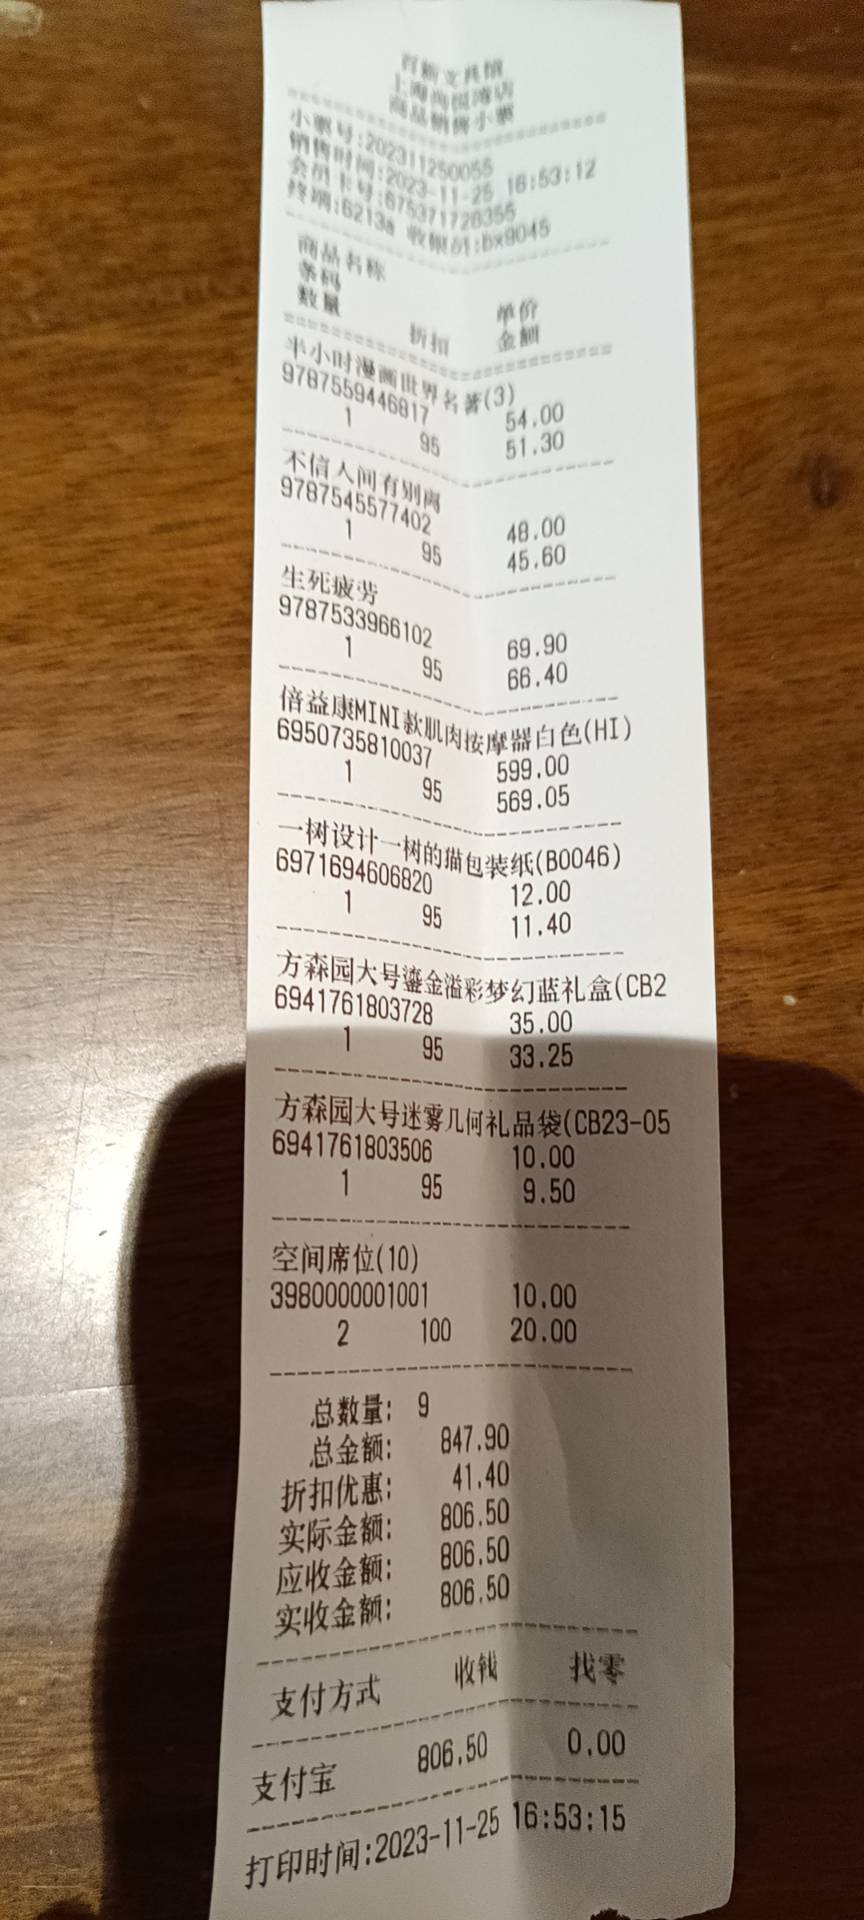 百新文具馆
上海尚悦湾店
商品销售小票
小票号:202311250055
销售时间:2023-11-25 16:53:12
会员卡号:675371728355
终端:6213a 收银员:bx9045
商品名称
条码 单价
数量 折扣 金额
半小时漫画世界名著(3)
9787559446817 54.00
1 95 51.30
不信人间有别离
9787545577402 48.00
1 95 45.60
生死疲劳
9787533966102 69.90
1 95 66.40
倍益康MINI款肌肉按摩器白色(HI)
6950735810037 599.00
1 95 569.05
一树设计一树的猫包装纸(B0046)
6971694606820 12.00
1 95 11.40
方森园大号鎏金溢彩梦幻蓝礼盒(CB2
6941761803728 35.00
1 95 33.25
方森园大号迷雾几何礼品袋(CB23-05
6941761803506 10.00
1 95 9.50
空间席位(10)
3980000001001 10.00
2 100 20.00
总数量: 9
总金额: 847.90
折扣优惠: 41.40
实际金额: 806.50
应收金额: 806.50
实收金额: 806.50
支付方式 收钱 找零
支付宝 806.50 0.00
打印时间:2023-11-25 16:53:15